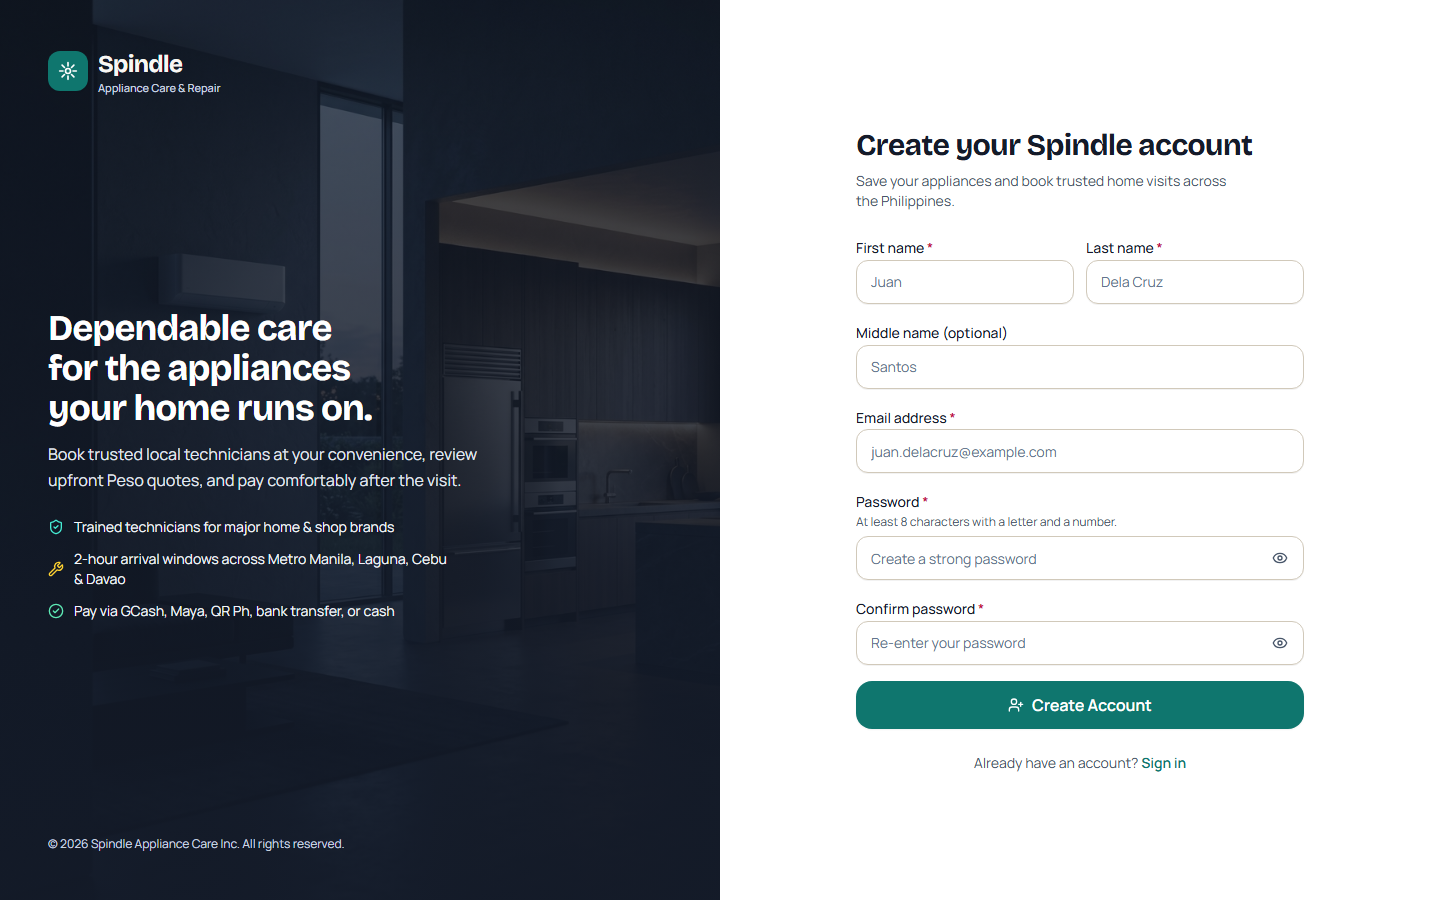 Spindle
Appliance Care & Repair
Dependable care
for the appliances
your home runs on.
Book trusted local technicians at your convenience, review
upfront Peso quotes, and pay comfortably after the visit.
Trained technicians for major home & shop brands
2-hour arrival windows across Metro Manila, Laguna, Cebu
& Davao
Pay via GCash, Maya, QR Ph, bank transfer, or cash
© 2026 Spindle Appliance Care Inc. All rights reserved.
Create your Spindle account
Save your appliances and book trusted home visits across
the Philippines.
First name *
Last name *
Juan
Dela Cruz
Middle name (optional)
Santos
Email address *
juan.delacruz@example.com
Password *
At least 8 characters with a letter and a number.
Create a strong password
Confirm password *
Re-enter your password
Create Account
Already have an account? Sign in